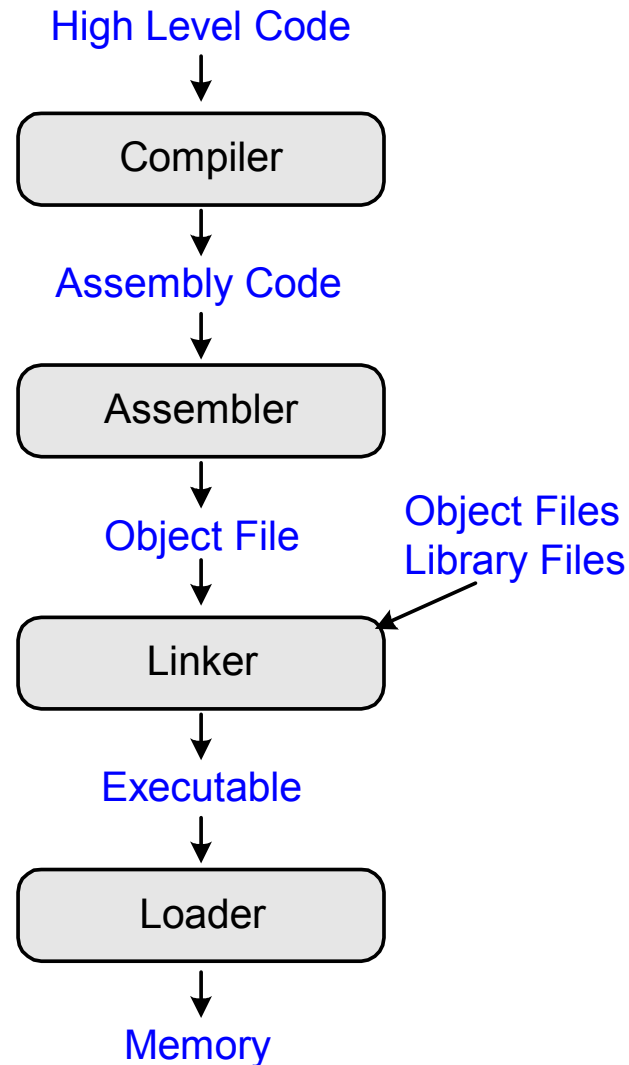 High Level Code
Compiler
Assembly Code
Assembler
Object File
Object Files
Library Files
Linker
Executable
Loader
Memory